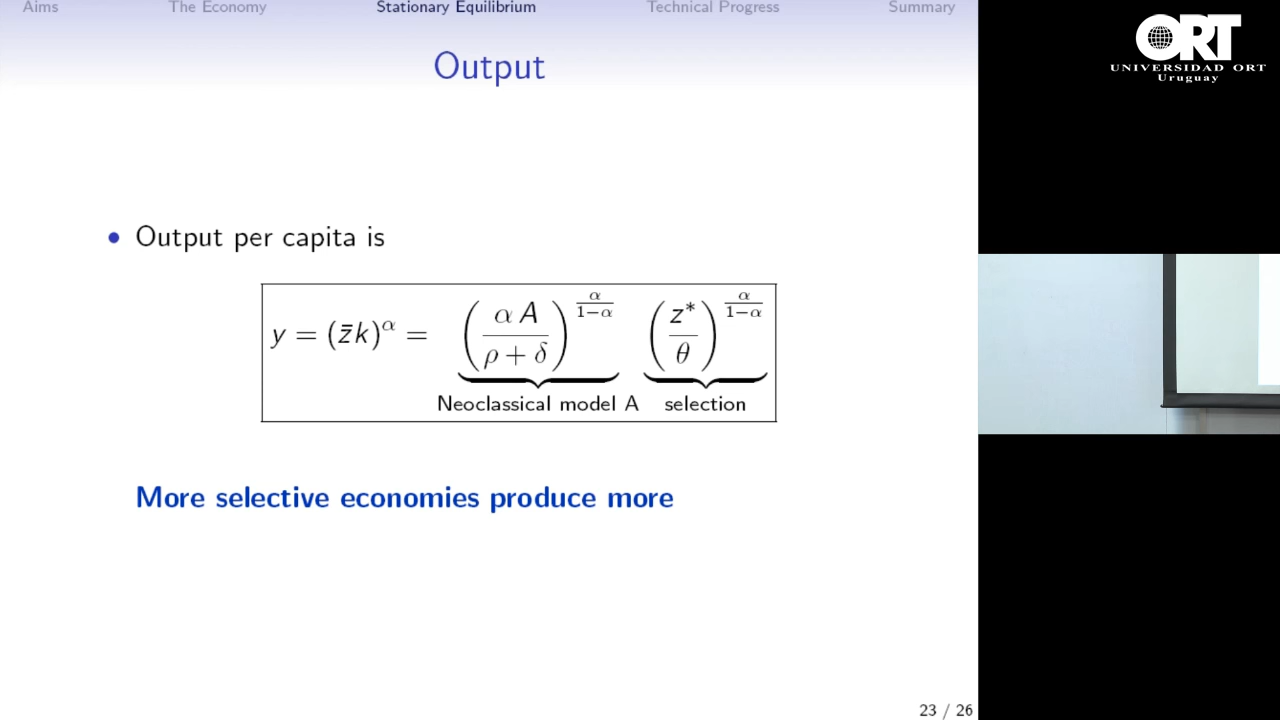 Aims The Economy Stationary Equilibrium Technical Progress Summary
Output
• Output per capita is
y = (z̄k)^α = (α A / (ρ + δ))^(α/(1−α)) (z*/θ)^(α/(1−α))
Neoclassical model A selection
More selective economies produce more
23 / 26
ORT
UNIVERSIDAD ORT
Uruguay